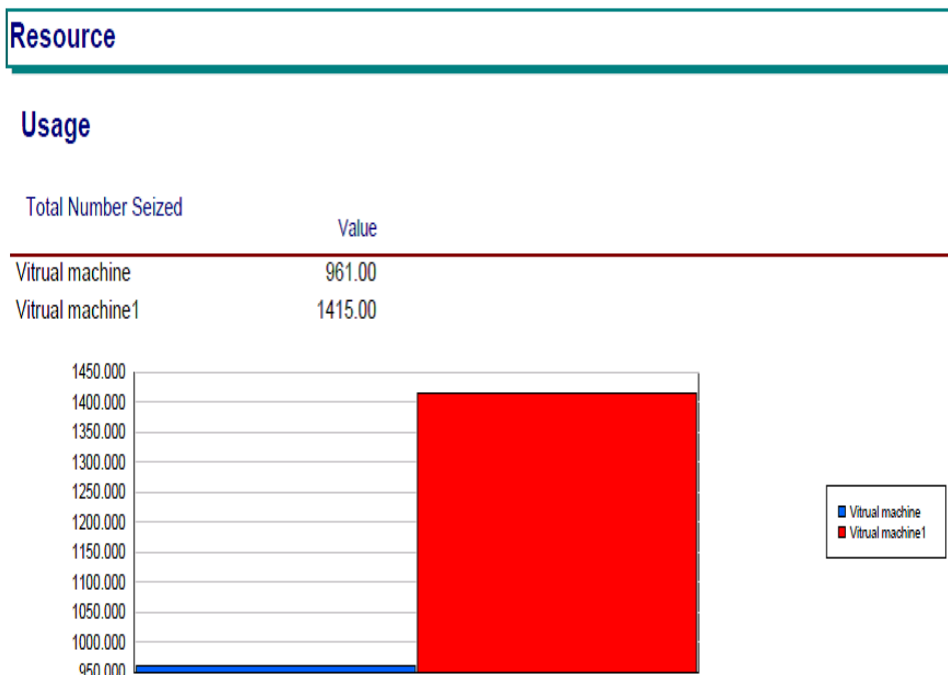 Resource
Usage
Total Number Seized
Value
Vitrual machine 961.00
Vitrual machine1 1415.00
1450.000
1400.000
1350.000
1300.000
1250.000
1200.000
1150.000
1100.000
1050.000
1000.000
950.000
Vitrual machine
Vitrual machine1